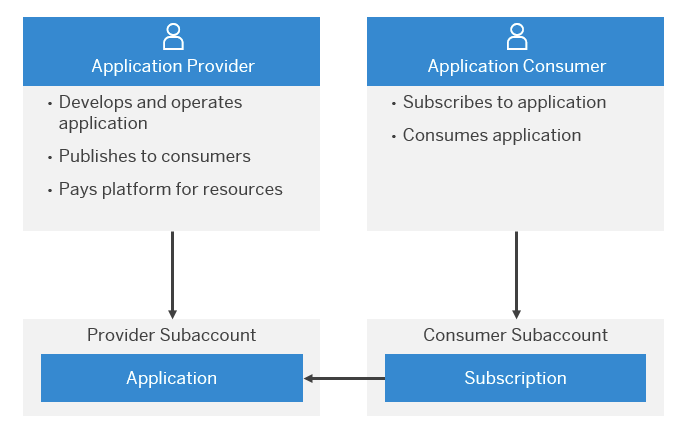 Application Provider
• Develops and operates
application
• Publishes to consumers
• Pays platform for resources
Application Consumer
• Subscribes to application
• Consumes application
Provider Subaccount
Application
Consumer Subaccount
Subscription